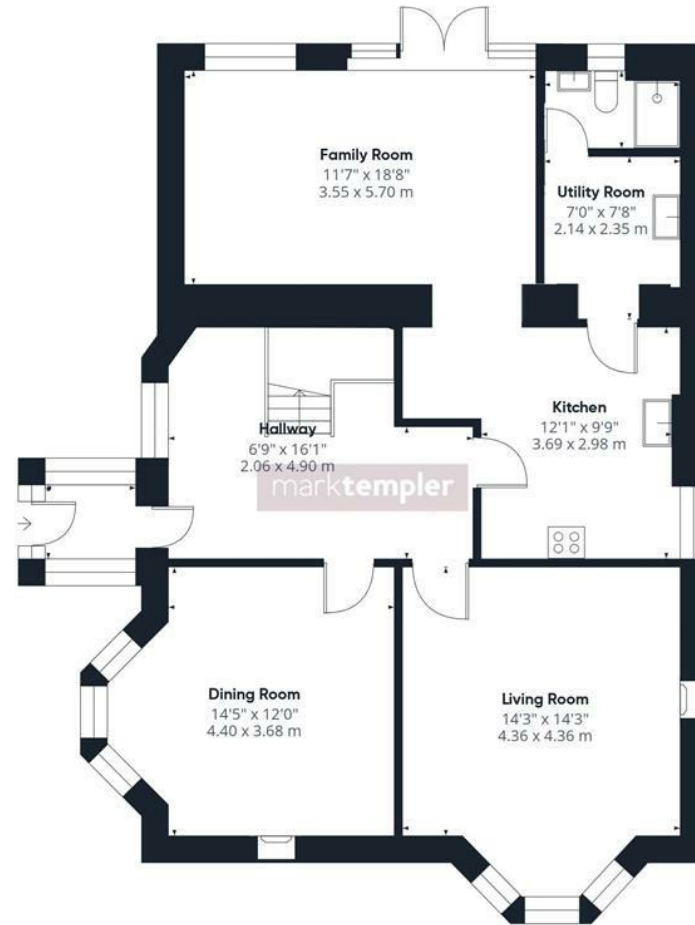 Family Room
11'7" x 18'8"
3.55 x 5.70 m
Utility Room
7'0" x 7'8"
2.14 x 2.35 m
Hallway
6'9" x 16'1"
2.06 x 4.90 m
Kitchen
12'1" x 9'9"
3.69 x 2.98 m
marktempler
Dining Room
14'5" x 12'0"
4.40 x 3.68 m
Living Room
14'3" x 14'3"
4.36 x 4.36 m